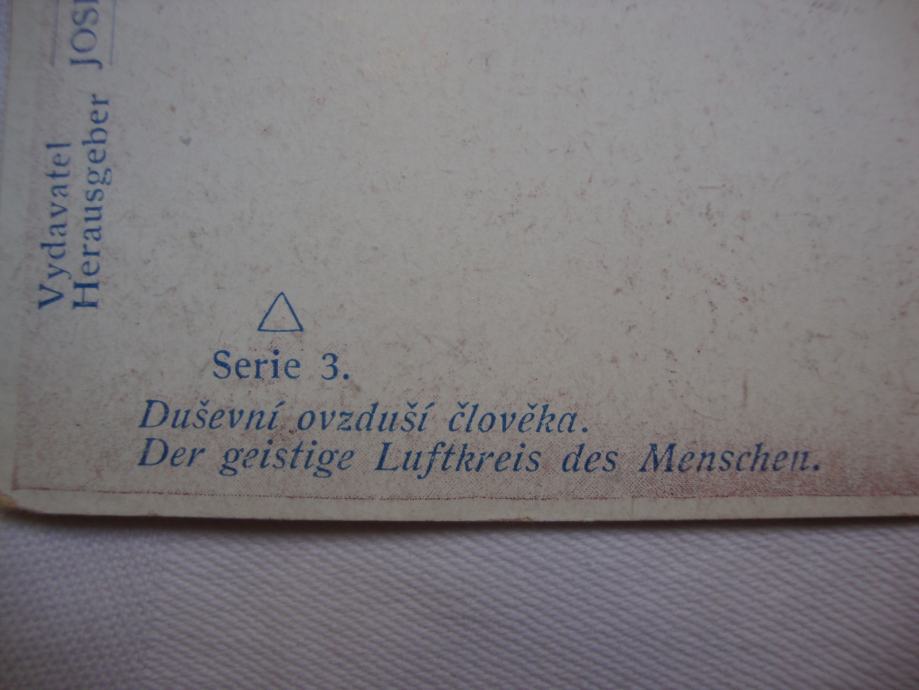 Vydavatel
Herausgeber
Serie 3.
Duševní ovzduší člověka.
Der geistige Luftkreis des Menschen.